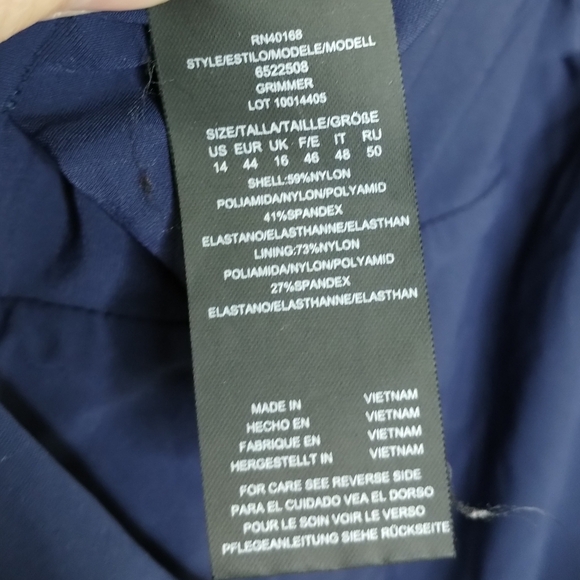 RN40168
STYLE/ESTILO/MODELE/MODELL
6522508
GRIMMER
LOT 10014405
SIZE/TALLA/TAILLE/GRÖßE
US EUR UK F/E IT RU
14 44 16 46 48 50
SHELL:59%NYLON
POLIAMIDA/NYLON/POLYAMID
41%SPANDEX
ELASTANO/ELASTHANNE/ELASTHAN
LINING:73%NYLON
POLIAMIDA/NYLON/POLYAMID
27%SPANDEX
ELASTANO/ELASTHANNE/ELASTHAN
MADE IN VIETNAM
HECHO EN VIETNAM
FABRIQUE EN VIETNAM
HERGESTELLT IN VIETNAM
FOR CARE SEE REVERSE SIDE
PARA EL CUIDADO VEA EL DORSO
POUR LE SOIN VOIR LE VERSO
PFLEGEANLEITUNG SIEHE RÜCKSEITE